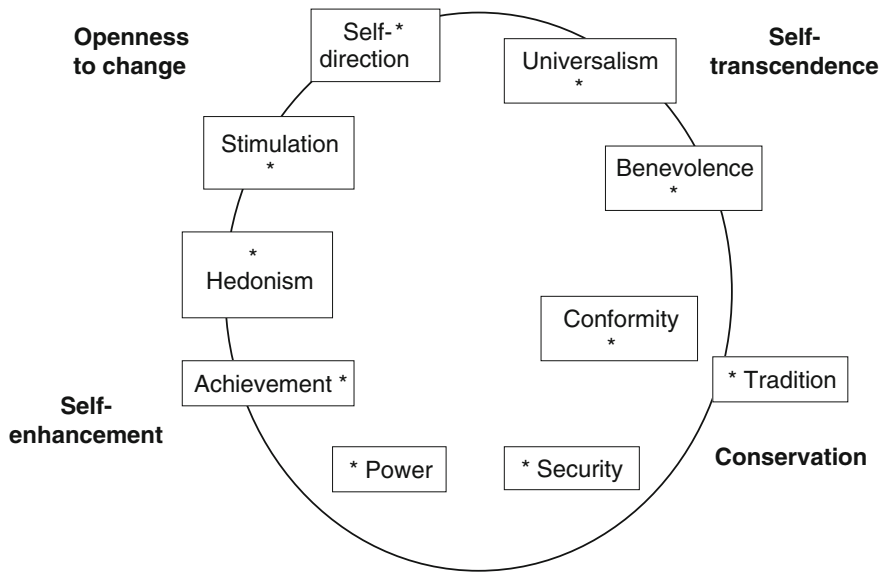 Openness
to change
Self-*
direction
Universalism
*
Self-
transcendence
Stimulation
*
Benevolence
*
*
Hedonism
Conformity
*
Achievement *
* Tradition
Self-
enhancement
* Power
* Security
Conservation